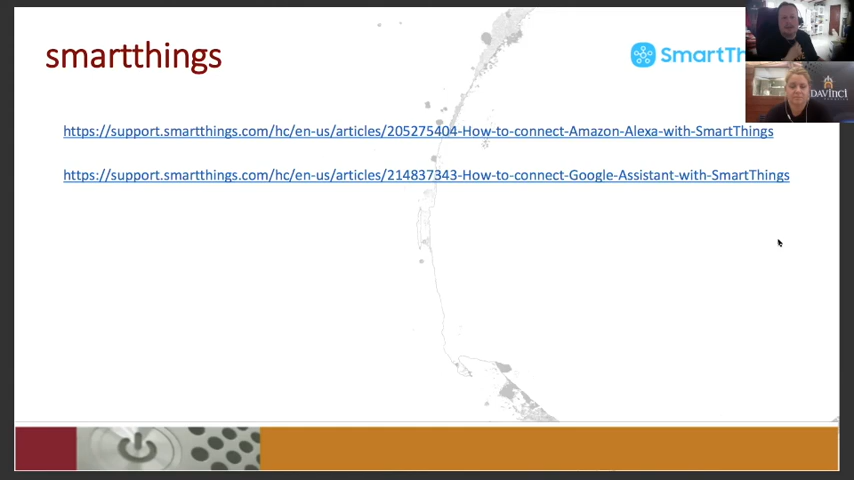 smartthings
SmartTh
https://support.smartthings.com/hc/en-us/articles/205275404-How-to-connect-Amazon-Alexa-with-SmartThings
https://support.smartthings.com/hc/en-us/articles/214837343-How-to-connect-Google-Assistant-with-SmartThings
DAVINCI